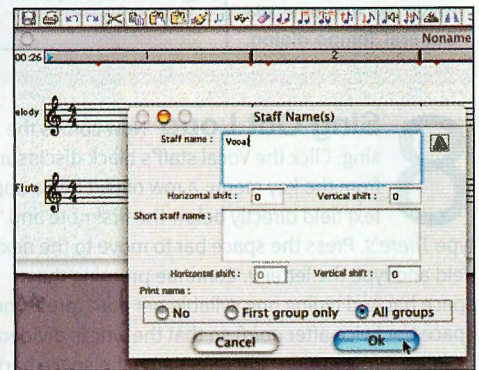 Noname
00:26 1 2
elody
Flute
Staff Name(s)
Staff name :
Vocal
Horizontal shift : 0 Vertical shift : 0
Short staff name :
Horizontal shift : 0 Vertical shift : 0
Print name :
No First group only All groups
Cancel Ok